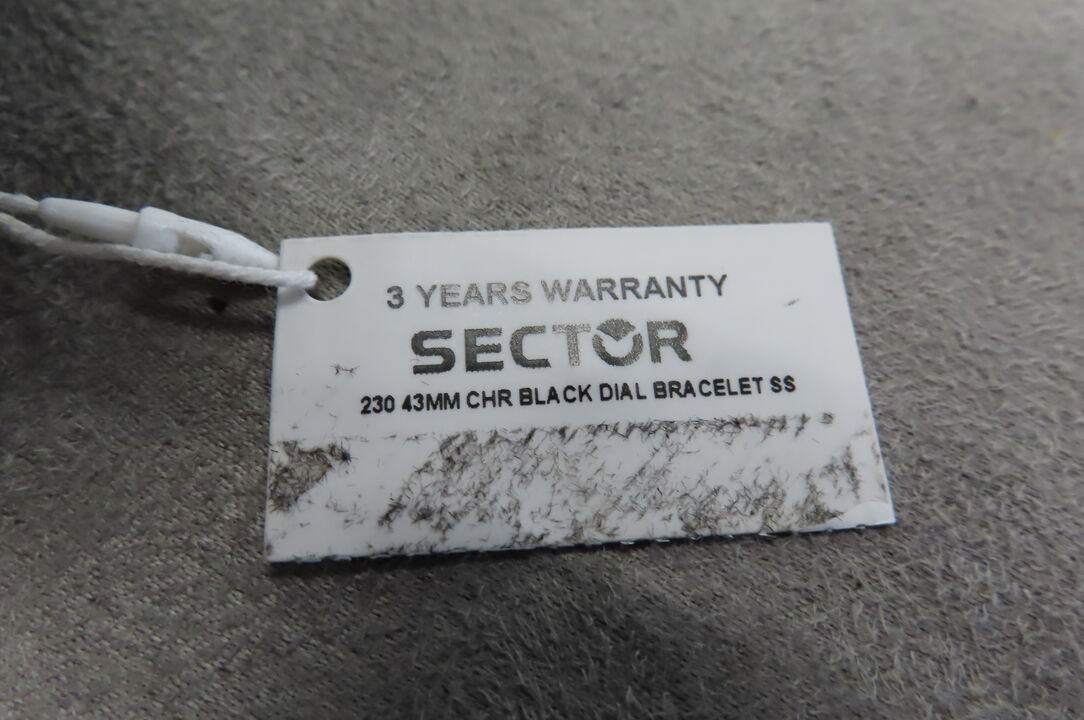 3 YEARS WARRANTY
SECTOR
230 43MM CHR BLACK DIAL BRACELET SS